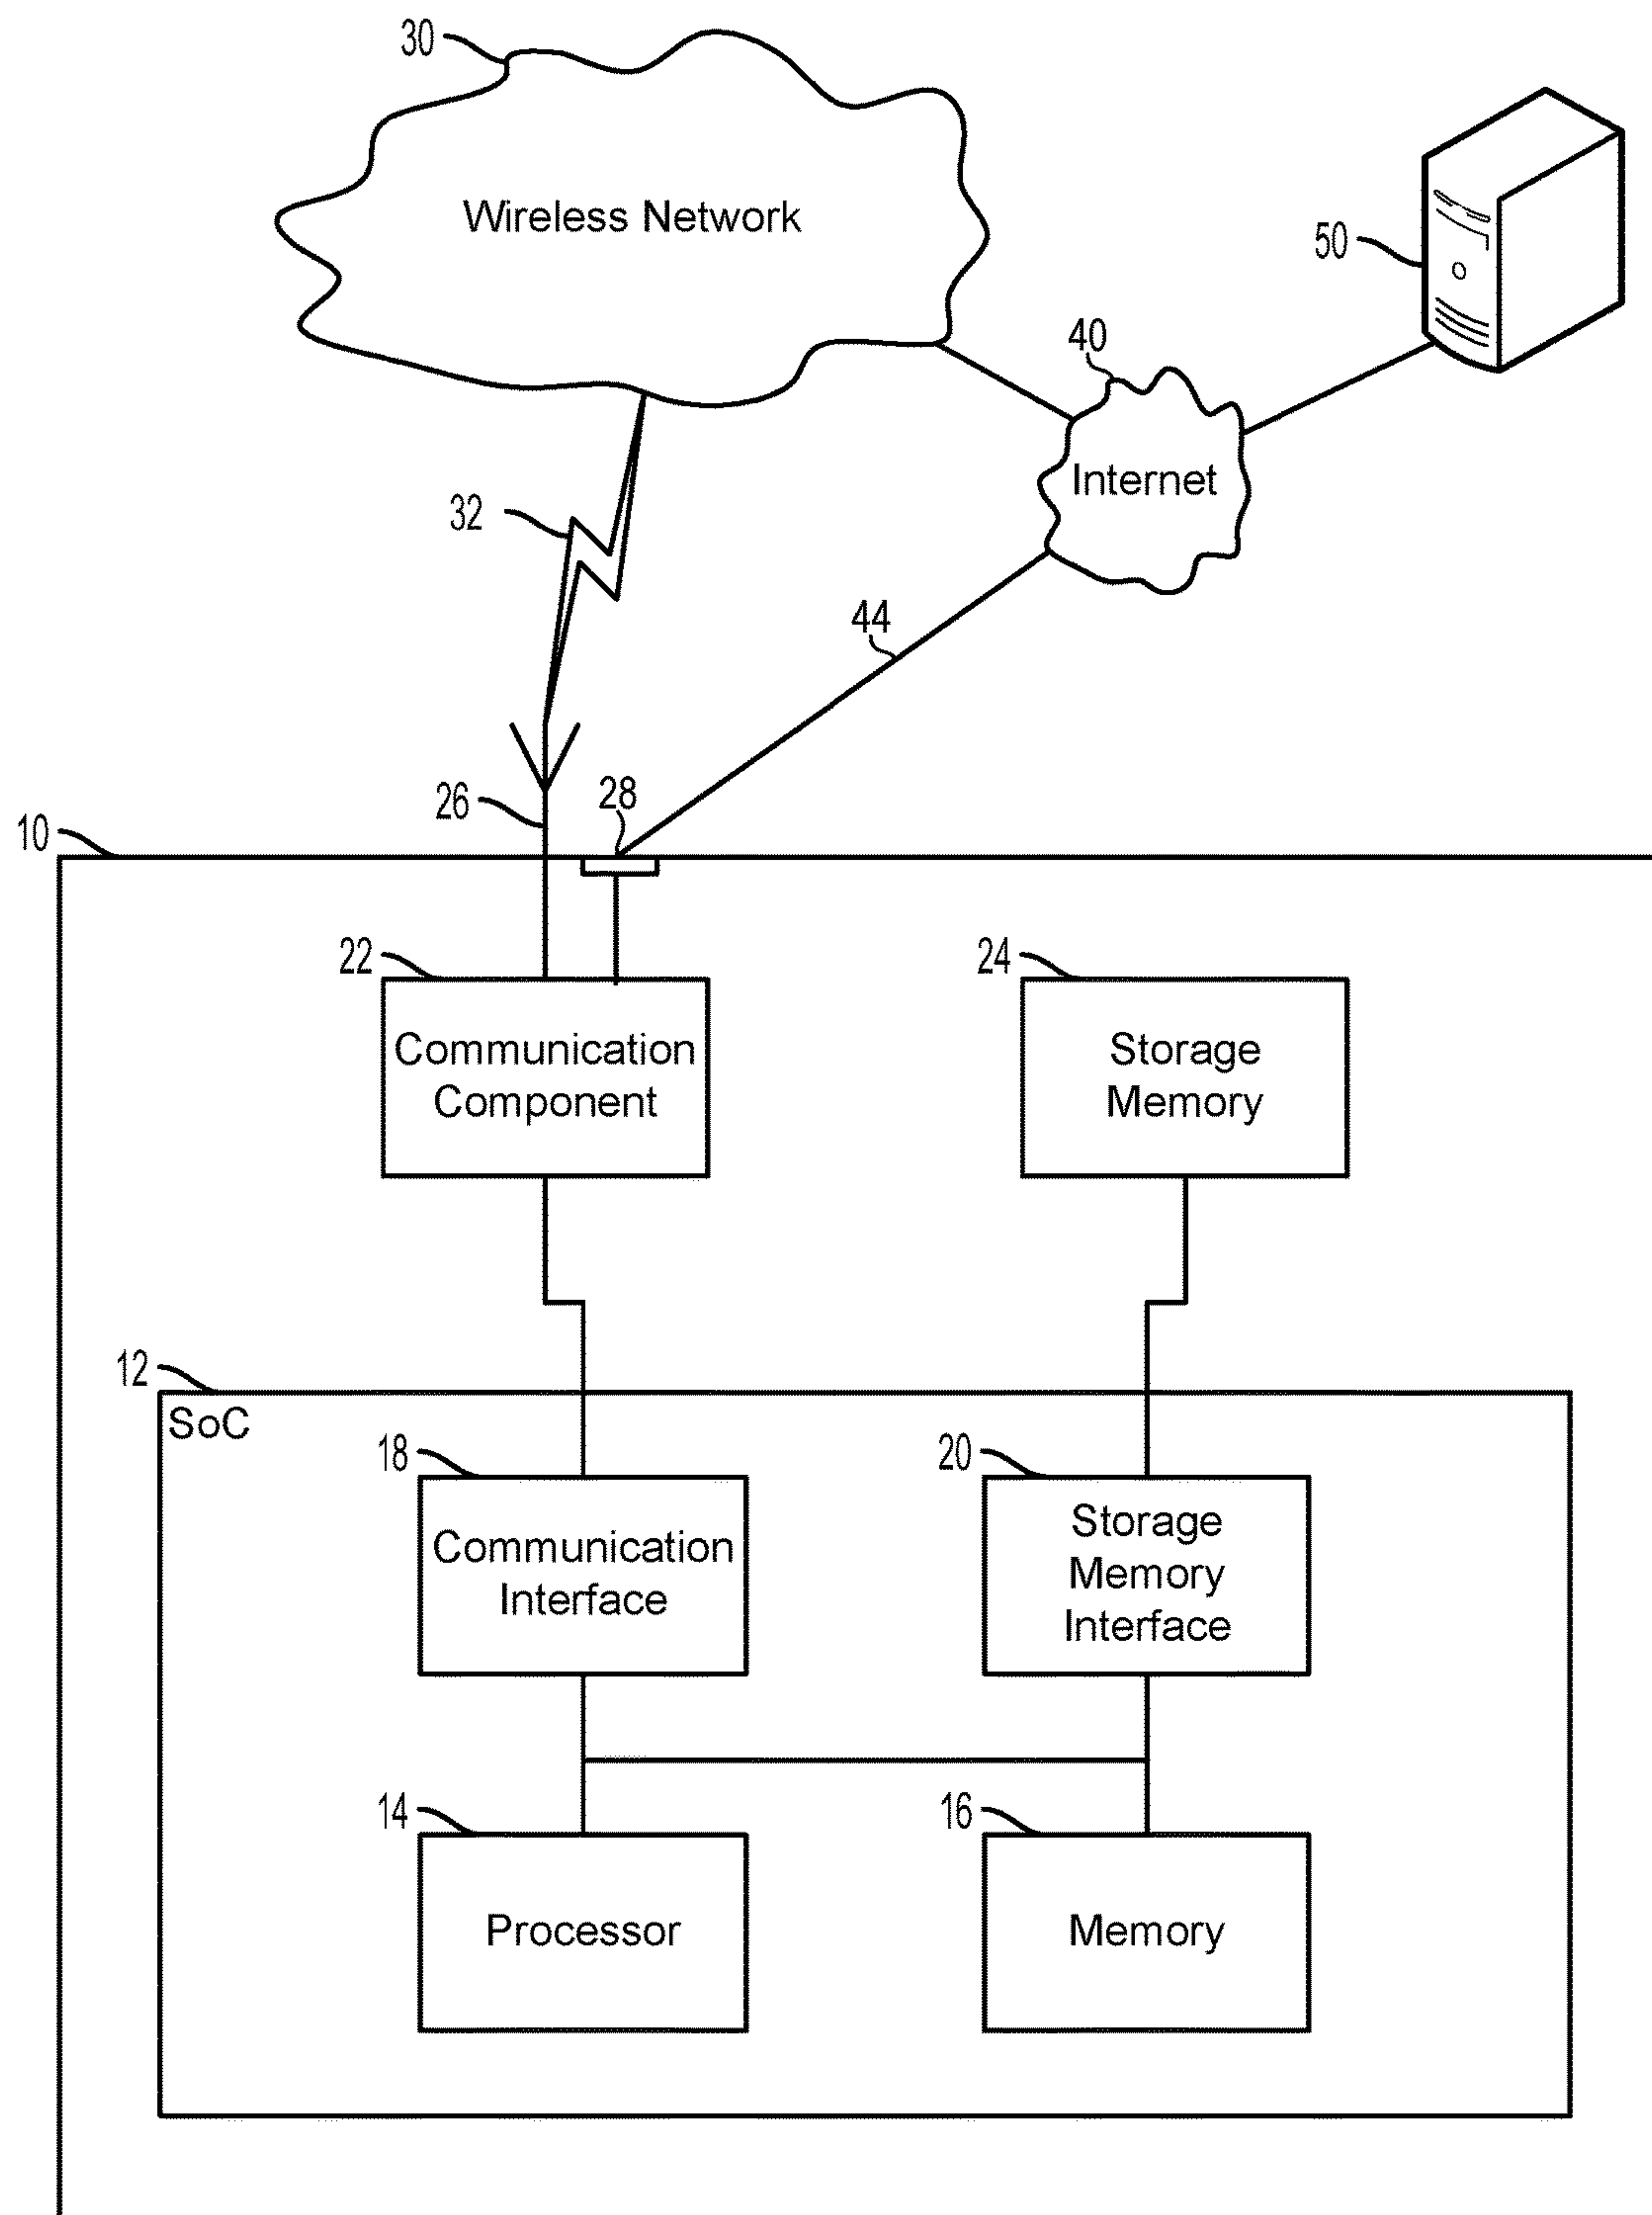 30
Wireless Network
50
40
Internet
32
44
26
28
10
22
24
Communication
Component
Storage
Memory
12
SoC
18
20
Communication
Interface
Storage
Memory
Interface
14
16
Processor
Memory